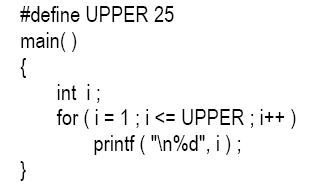 #define UPPER 25
main( )
{
int i ;
for ( i = 1 ; i <= UPPER ; i++ )
printf ( "\n%d", i ) ;
}